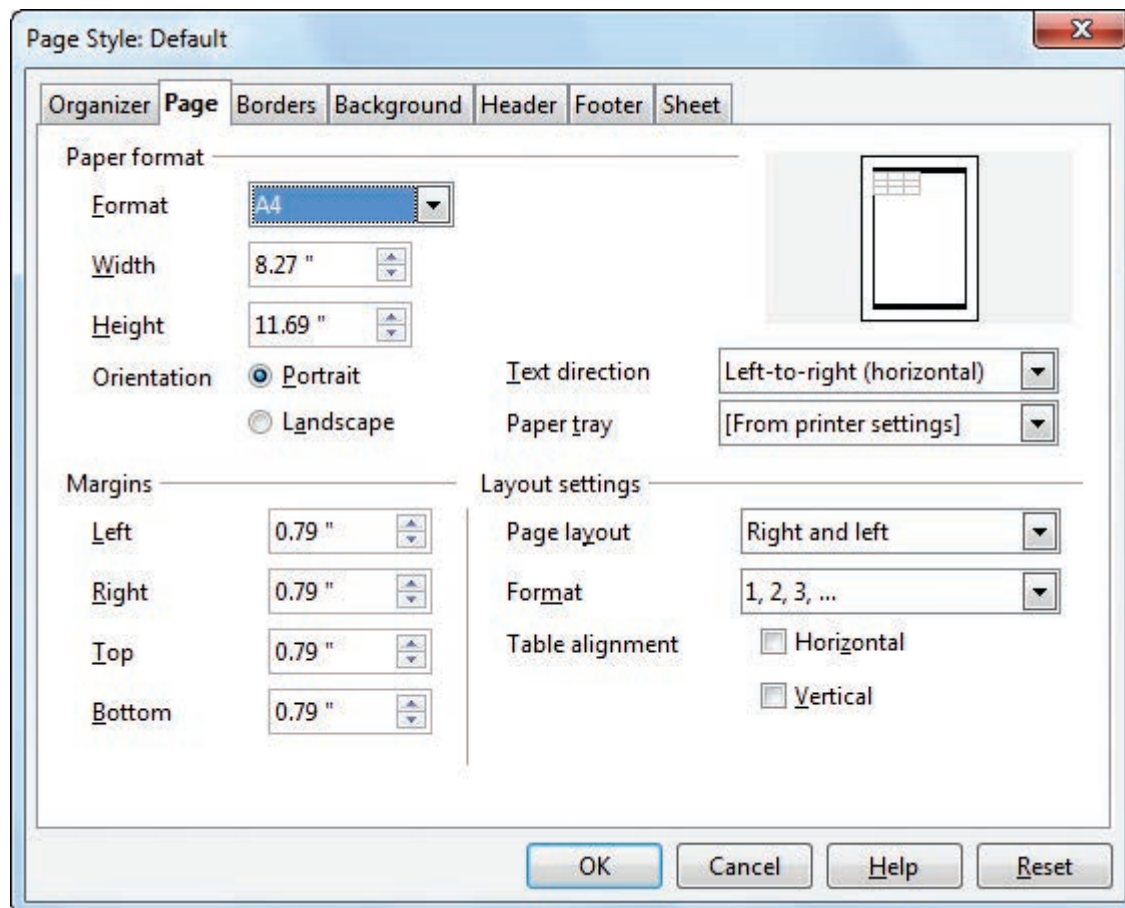 Page Style: Default
Organizer Page Borders Background Header Footer Sheet
Paper format
Format A4
Width 8.27 "
Height 11.69 "
Orientation Portrait
Landscape
Text direction Left-to-right (horizontal)
Paper tray [From printer settings]
Margins
Left 0.79 "
Right 0.79 "
Top 0.79 "
Bottom 0.79 "
Layout settings
Page layout Right and left
Format 1, 2, 3, ...
Table alignment Horizontal
Vertical
OK Cancel Help Reset